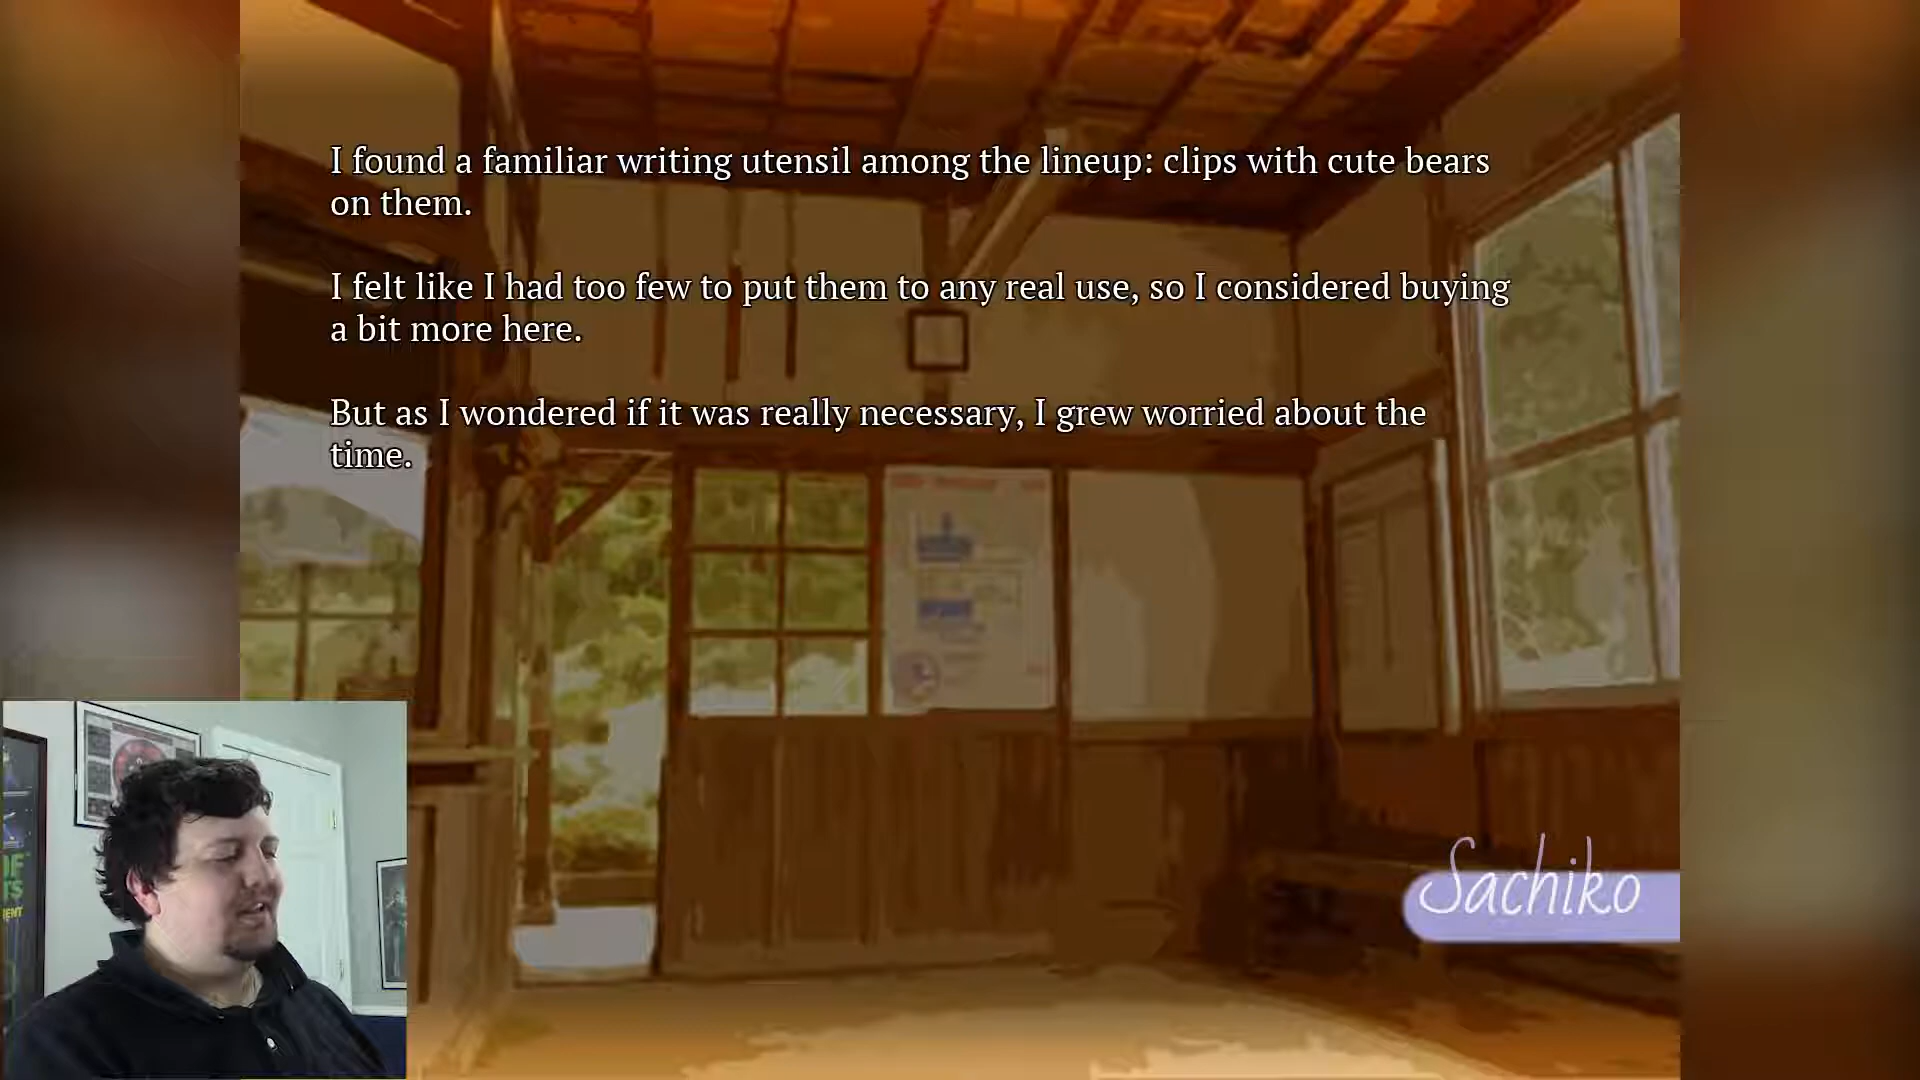 I found a familiar writing utensil among the lineup: clips with cute bears
on them.
I felt like I had too few to put them to any real use, so I considered buying
a bit more here.
But as I wondered if it was really necessary, I grew worried about the
time.
Sachiko
OF
MENT